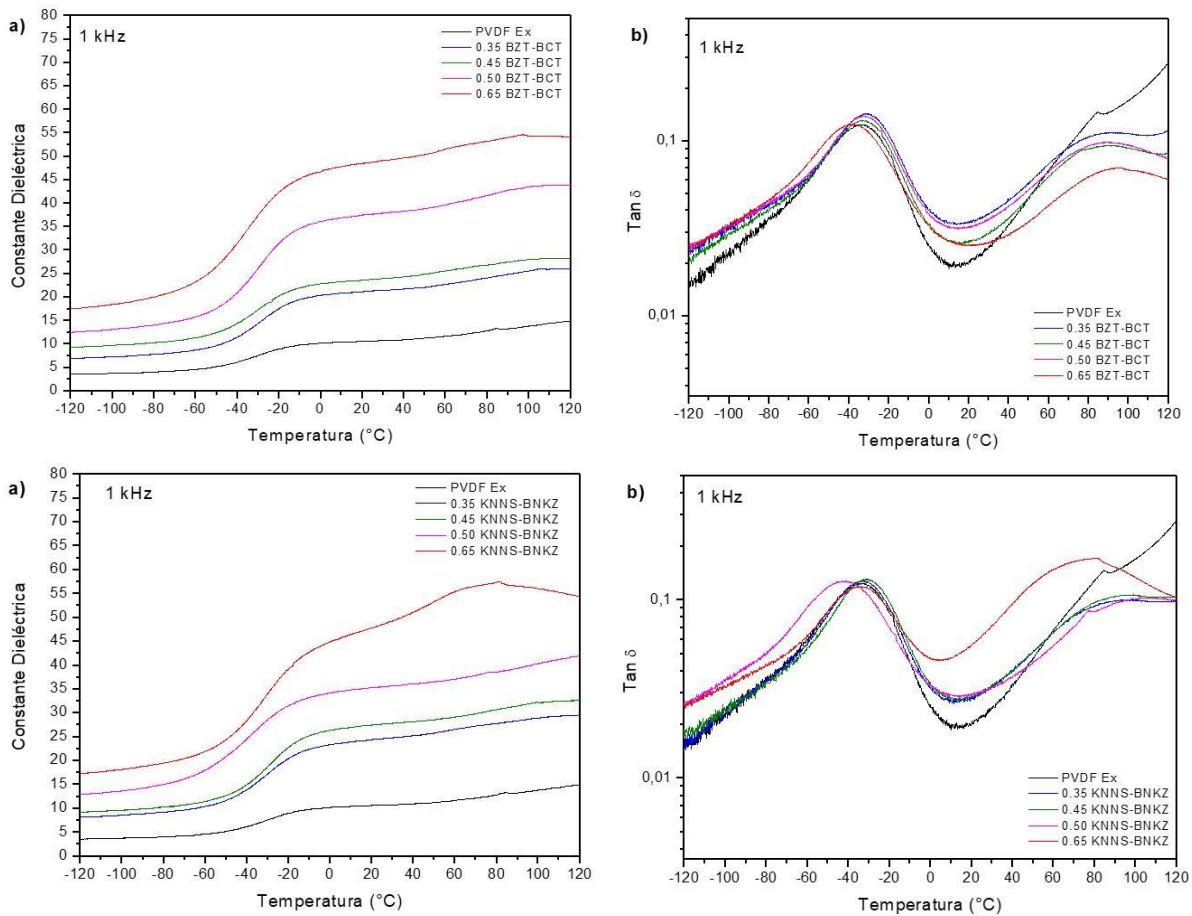 a)
1 kHz
PVDF Ex
0.35 BZT-BCT
0.45 BZT-BCT
0.50 BZT-BCT
0.65 BZT-BCT
80
75
70
65
60
55
50
45
40
35
30
25
20
15
10
5
0
Constante Dieléctrica
-120 -100 -80 -60 -40 -20 0 20 40 60 80 100 120
Temperatura (°C)
b)
1 kHz
0,1
0,01
Tan δ
PVDF Ex
0.35 BZT-BCT
0.45 BZT-BCT
0.50 BZT-BCT
0.65 BZT-BCT
-120 -100 -80 -60 -40 -20 0 20 40 60 80 100 120
Temperatura (°C)
a)
1 kHz
PVDF Ex
0.35 KNNS-BNKZ
0.45 KNNS-BNKZ
0.50 KNNS-BNKZ
0.65 KNNS-BNKZ
80
75
70
65
60
55
50
45
40
35
30
25
20
15
10
5
0
Constante Dieléctrica
-120 -100 -80 -60 -40 -20 0 20 40 60 80 100 120
Temperatura (°C)
b)
1 kHz
0,1
0,01
Tan δ
PVDF Ex
0.35 KNNS-BNKZ
0.45 KNNS-BNKZ
0.50 KNNS-BNKZ
0.65 KNNS-BNKZ
-120 -100 -80 -60 -40 -20 0 20 40 60 80 100 120
Temperatura (°C)